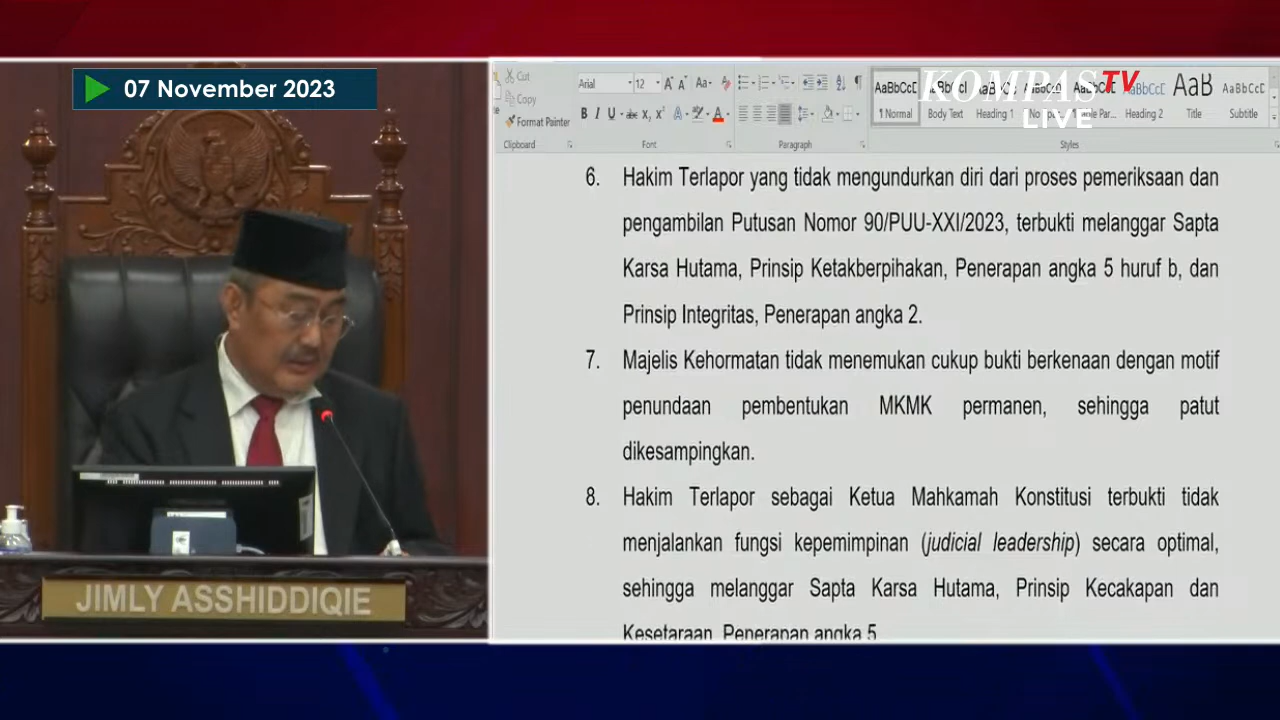 07 November 2023
KOMPAS TV
LIVE
Cut
Copy
Format Painter
Clipboard
Arial
12
Font
Paragraph
AaBbCcD
1 Normal
Body Text
Heading 1
Heading 2
Title
Subtitle
Styles
6. Hakim Terlapor yang tidak mengundurkan diri dari proses pemeriksaan dan
pengambilan Putusan Nomor 90/PUU-XXI/2023, terbukti melanggar Sapta
Karsa Hutama, Prinsip Ketakberpihakan, Penerapan angka 5 huruf b, dan
Prinsip Integritas, Penerapan angka 2.
7. Majelis Kehormatan tidak menemukan cukup bukti berkenaan dengan motif
penundaan pembentukan MKMK permanen, sehingga patut
dikesampingkan.
8. Hakim Terlapor sebagai Ketua Mahkamah Konstitusi terbukti tidak
menjalankan fungsi kepemimpinan (judicial leadership) secara optimal,
sehingga melanggar Sapta Karsa Hutama, Prinsip Kecakapan dan
Kesetaraan, Penerapan angka 5
JIMLY ASSHIDDIQIE